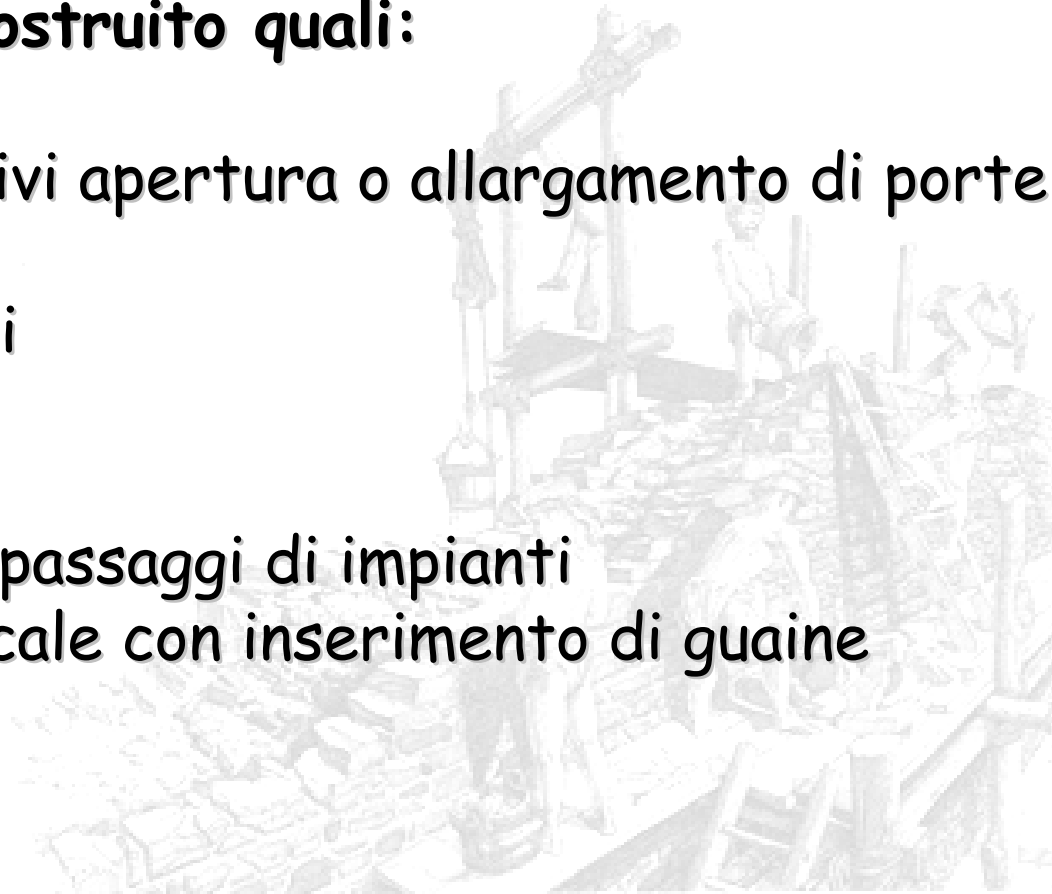 ostruito quali:
ivi apertura o allargamento di porte
i
passaggi di impianti
cale con inserimento di guaine